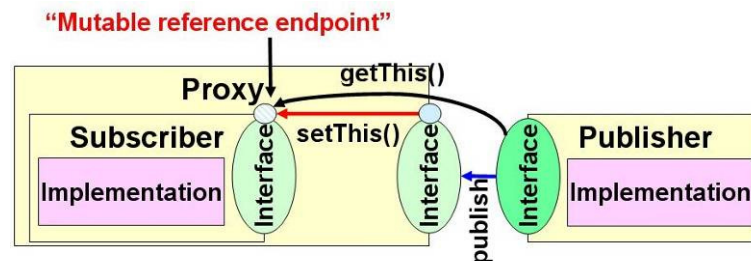 “Mutable reference endpoint”
getThis()
Proxy
setThis()
Subscriber
Implementation
Interface
Interface
publish
Interface
Publisher
Implementation